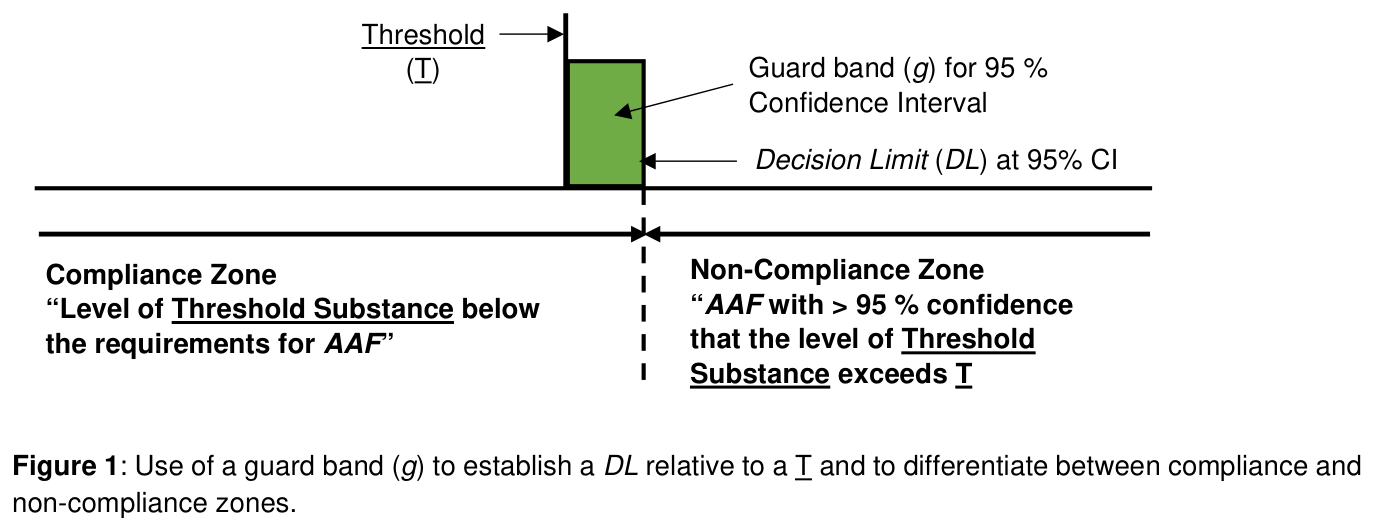 Threshold
(T)
Guard band (g) for 95 %
Confidence Interval
Decision Limit (DL) at 95% CI
Compliance Zone
“Level of Threshold Substance below
the requirements for AAF”
Non-Compliance Zone
“AAF with > 95 % confidence
that the level of Threshold
Substance exceeds T
Figure 1: Use of a guard band (g) to establish a DL relative to a T and to differentiate between compliance and
non-compliance zones.